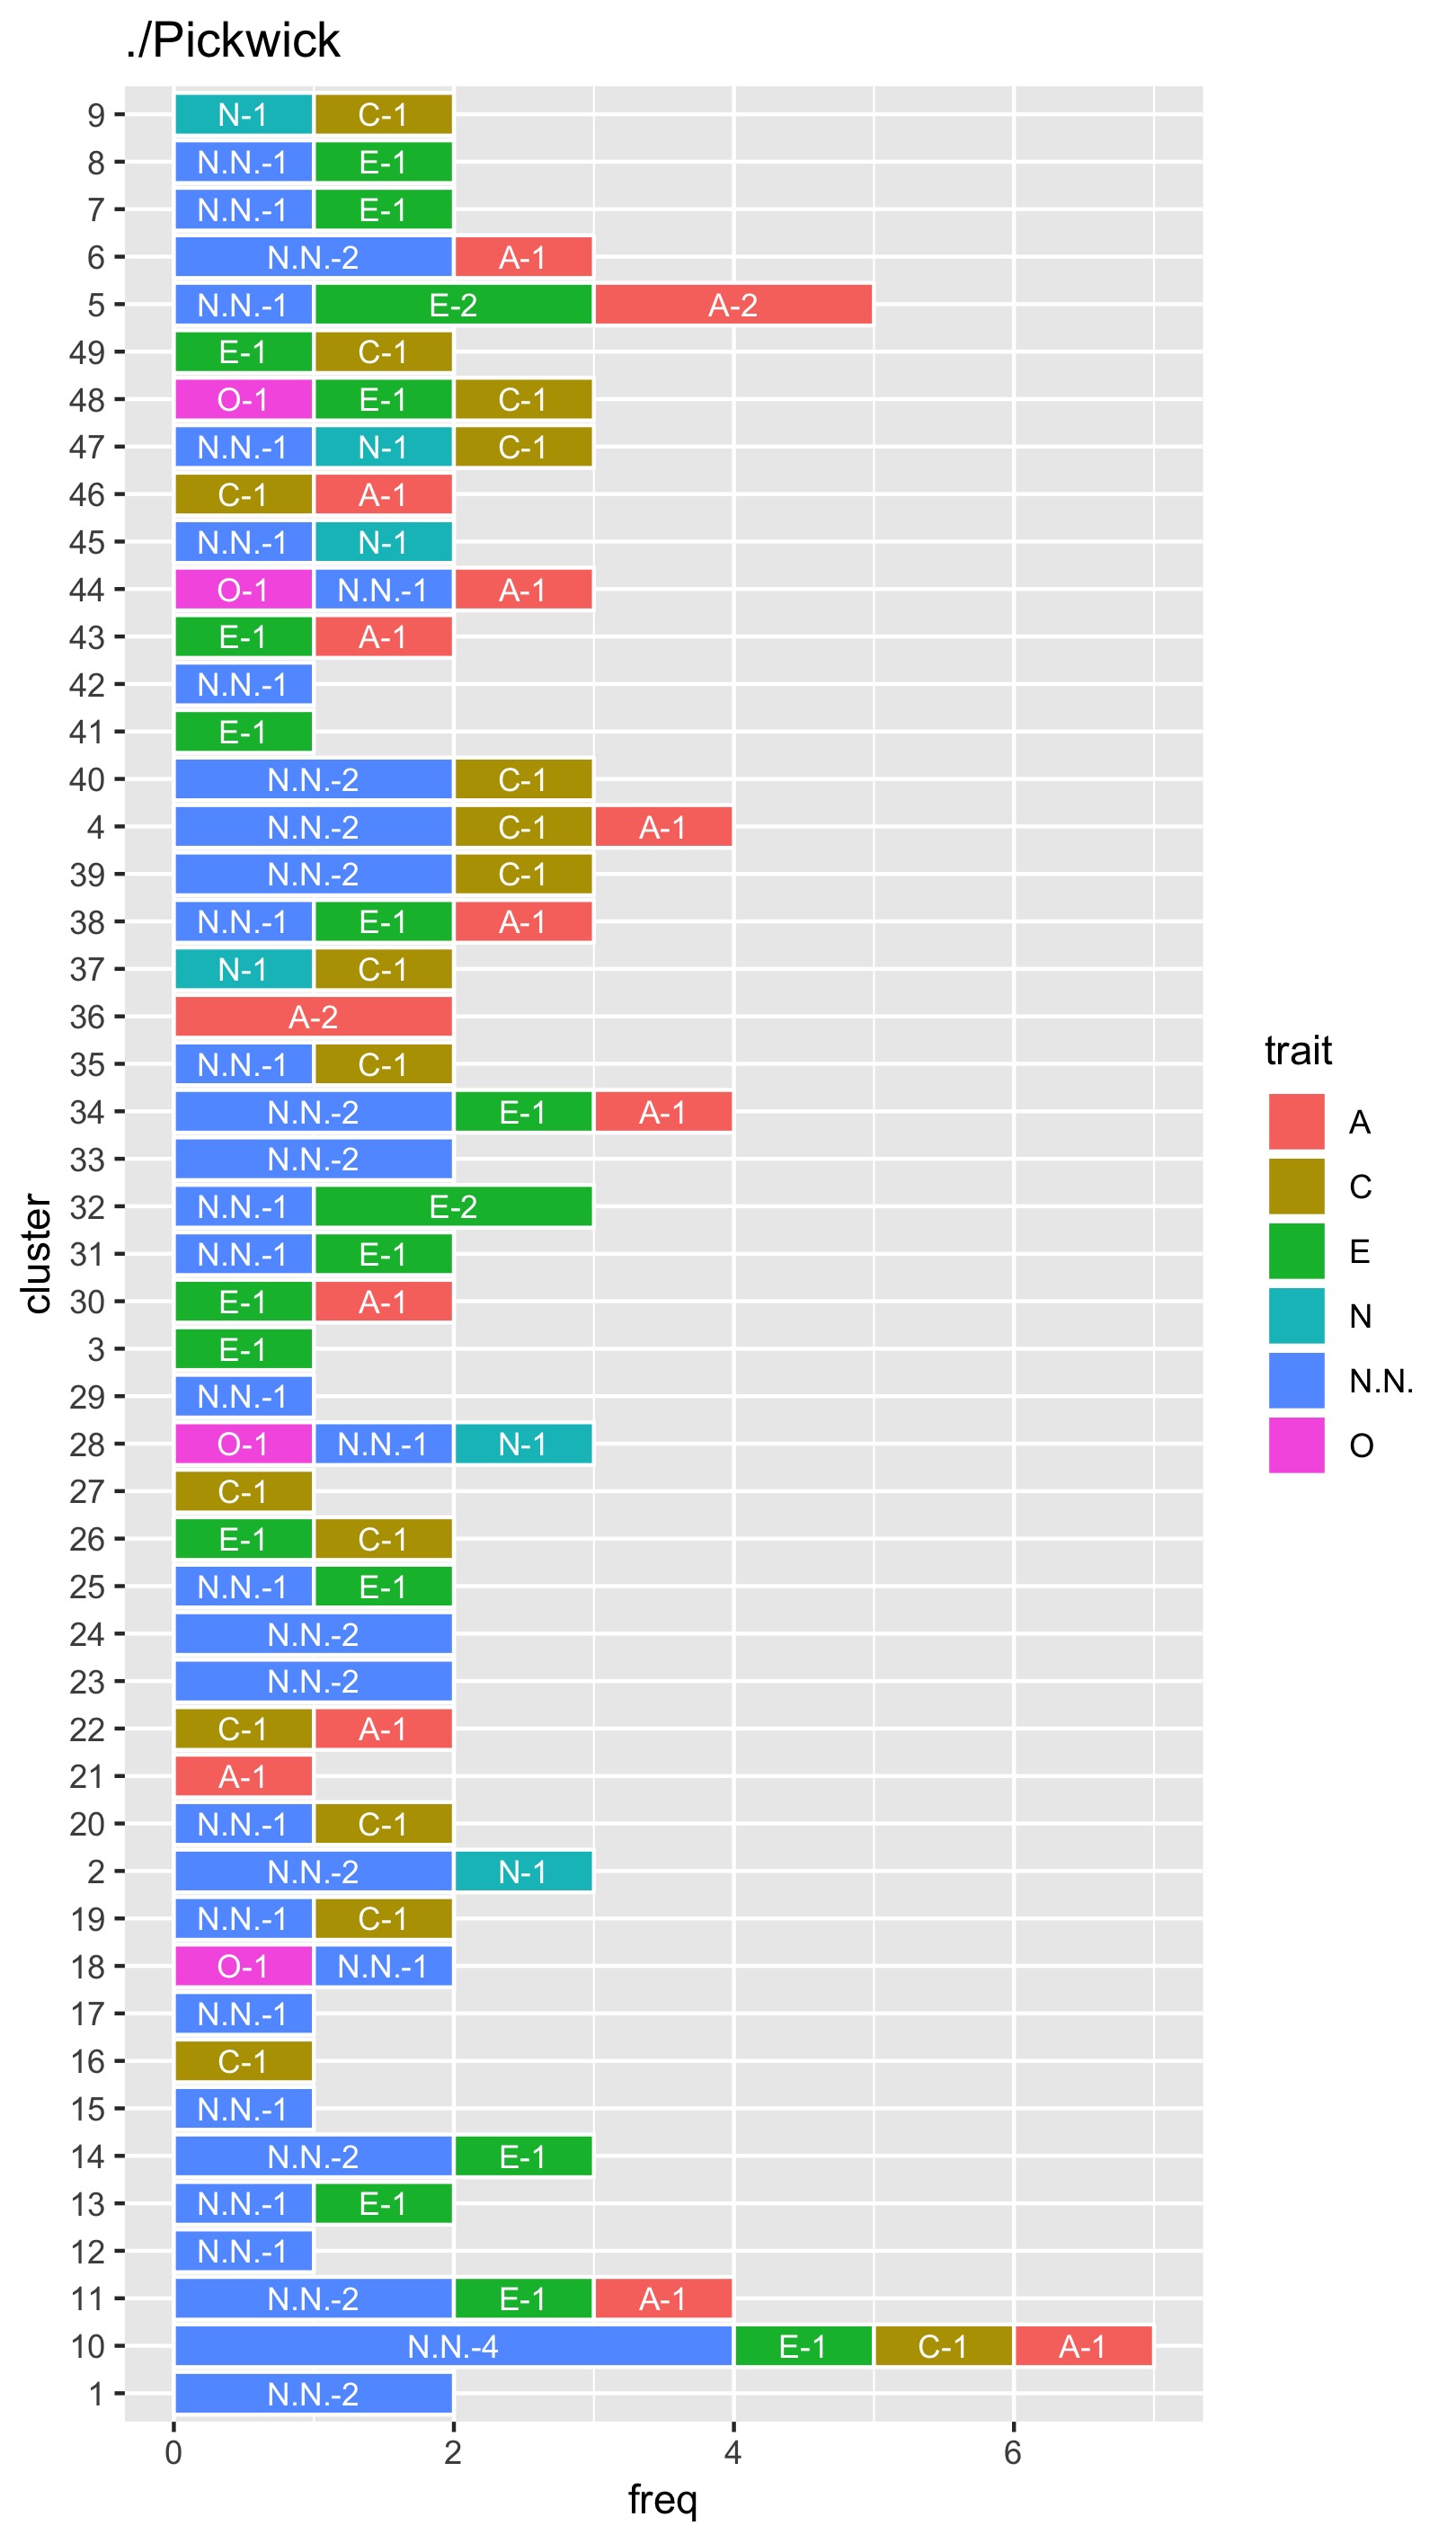 ./Pickwick
9 N-1 C-1
8 N.N.-1 E-1
7 N.N.-1 E-1
6 N.N.-2 A-1
5 N.N.-1 E-2 A-2
49 E-1 C-1
48 O-1 E-1 C-1
47 N.N.-1 N-1 C-1
46 C-1 A-1
45 N.N.-1 N-1
44 O-1 N.N.-1 A-1
43 E-1 A-1
42 N.N.-1
41 E-1
40 N.N.-2 C-1
4 N.N.-2 C-1 A-1
39 N.N.-2 C-1
38 N.N.-1 E-1 A-1
37 N-1 C-1
36 A-2
35 N.N.-1 C-1
34 N.N.-2 E-1 A-1
33 N.N.-2
32 N.N.-1 E-2
31 N.N.-1 E-1
30 E-1 A-1
3 E-1
29 N.N.-1
28 O-1 N.N.-1 N-1
27 C-1
26 E-1 C-1
25 N.N.-1 E-1
24 N.N.-2
23 N.N.-2
22 C-1 A-1
21 A-1
20 N.N.-1 C-1
2 N.N.-2 N-1
19 N.N.-1 C-1
18 O-1 N.N.-1
17 N.N.-1
16 C-1
15 N.N.-1
14 N.N.-2 E-1
13 N.N.-1 E-1
12 N.N.-1
11 N.N.-2 E-1 A-1
10 N.N.-4 E-1 C-1 A-1
1 N.N.-2
0 2 4 6
freq
cluster
trait
A
C
E
N
N.N.
O